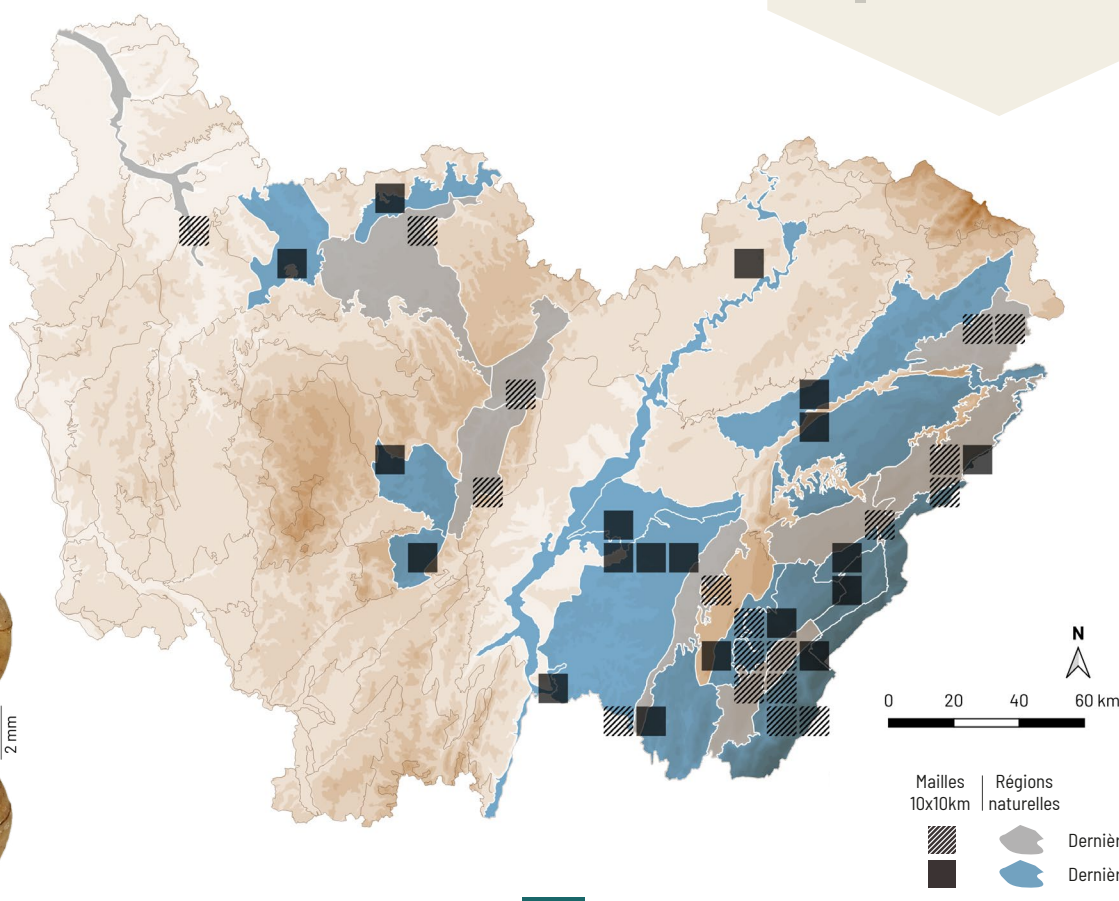 2 mm
N
0 20 40 60 km
Mailles
10x10km
Régions
naturelles
Dernièr
Dernièr